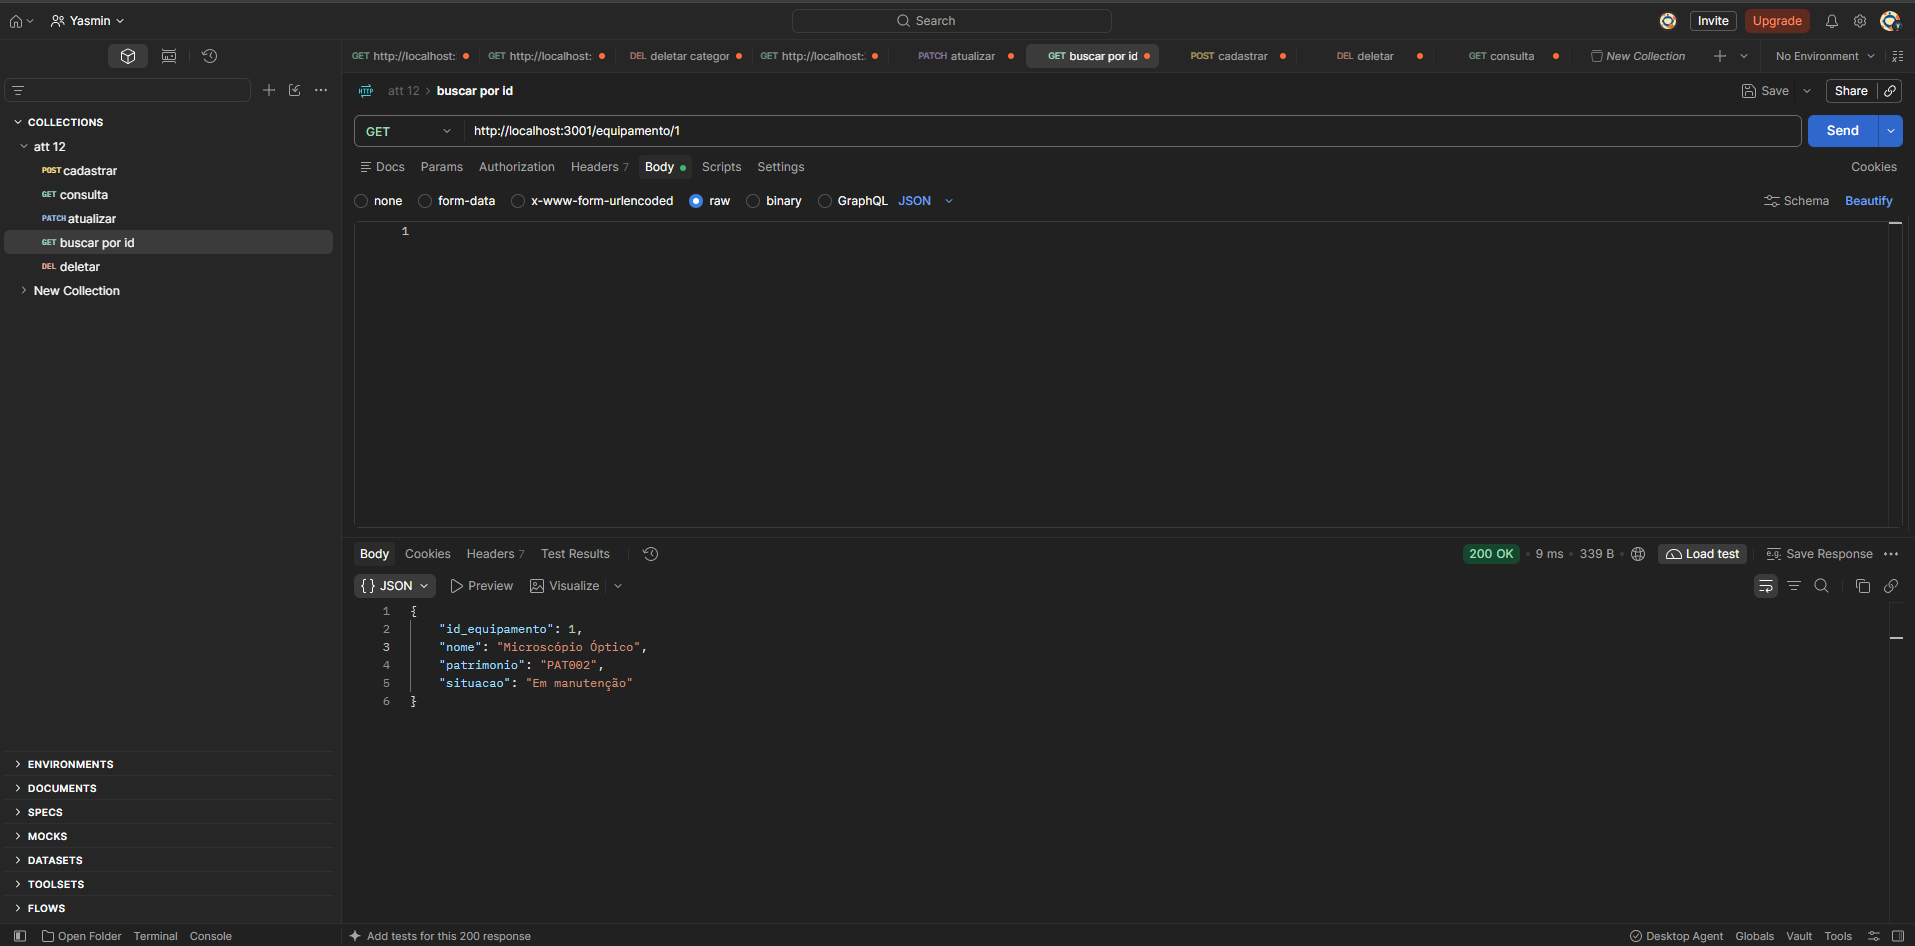 Yasmin
Search
Invite
Upgrade
GET http://localhost:
GET http://localhost:
DEL deletar categor
GET http://localhost:
PATCH atualizar
GET buscar por id
POST cadastrar
DEL deletar
GET consulta
New Collection
No Environment
COLLECTIONS
att 12
POST cadastrar
GET consulta
PATCH atualizar
GET buscar por id
DEL deletar
New Collection
ENVIRONMENTS
DOCUMENTS
SPECS
MOCKS
DATASETS
TOOLSETS
FLOWS
HTTP att 12 > buscar por id
Save
Share
GET http://localhost:3001/equipamento/1
Send
Docs Params Authorization Headers 7 Body Scripts Settings
Cookies
none form-data x-www-form-urlencoded raw binary GraphQL JSON
Schema Beautify
1
Body Cookies Headers 7 Test Results
200 OK • 9 ms • 339 B
Load test
e.g. Save Response
{} JSON Preview Visualize
1 {
2 "id_equipamento": 1,
3 "nome": "Microscópio Óptico",
4 "patrimonio": "PAT002",
5 "situacao": "Em manutenção"
6 }
Open Folder Terminal Console
Add tests for this 200 response
Desktop Agent Globals Vault Tools